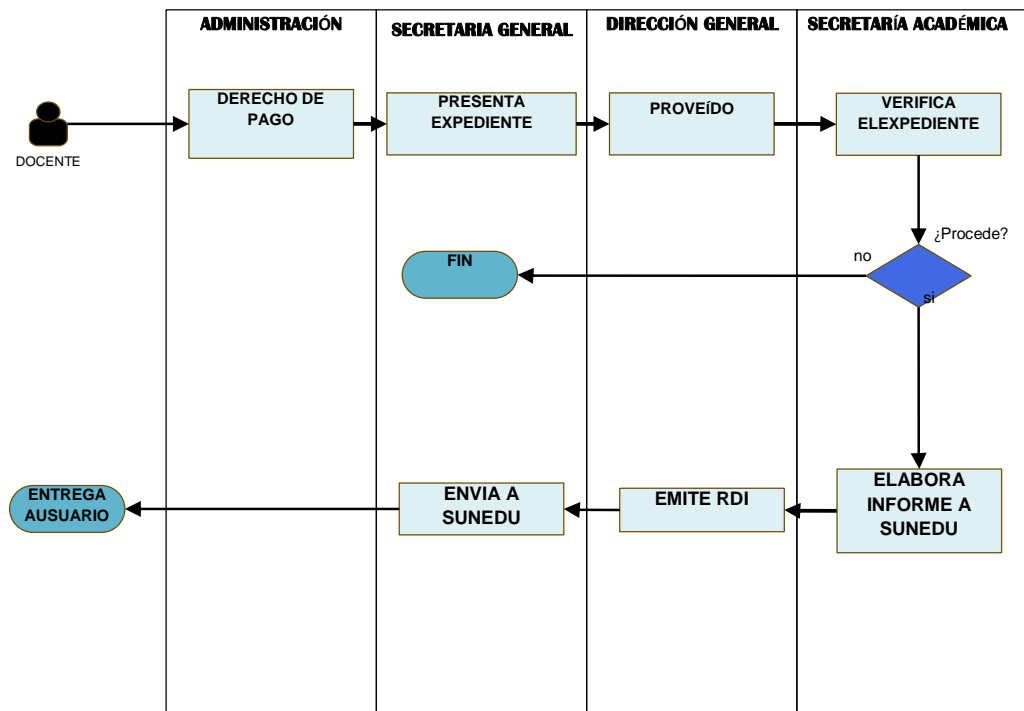 ADMINISTRACIÓN
SECRETARIA GENERAL
DIRECCIÓN GENERAL
SECRETARÍA ACADÉMICA
DOCENTE
DERECHO DE
PAGO
PRESENTA
EXPEDIENTE
PROVEÍDO
VERIFICA
ELEXPEDIENTE
¿Procede?
no
si
FIN
ELABORA
INFORME A
SUNEDU
EMITE RDI
ENVIA A
SUNEDU
ENTREGA
AUSUARIO